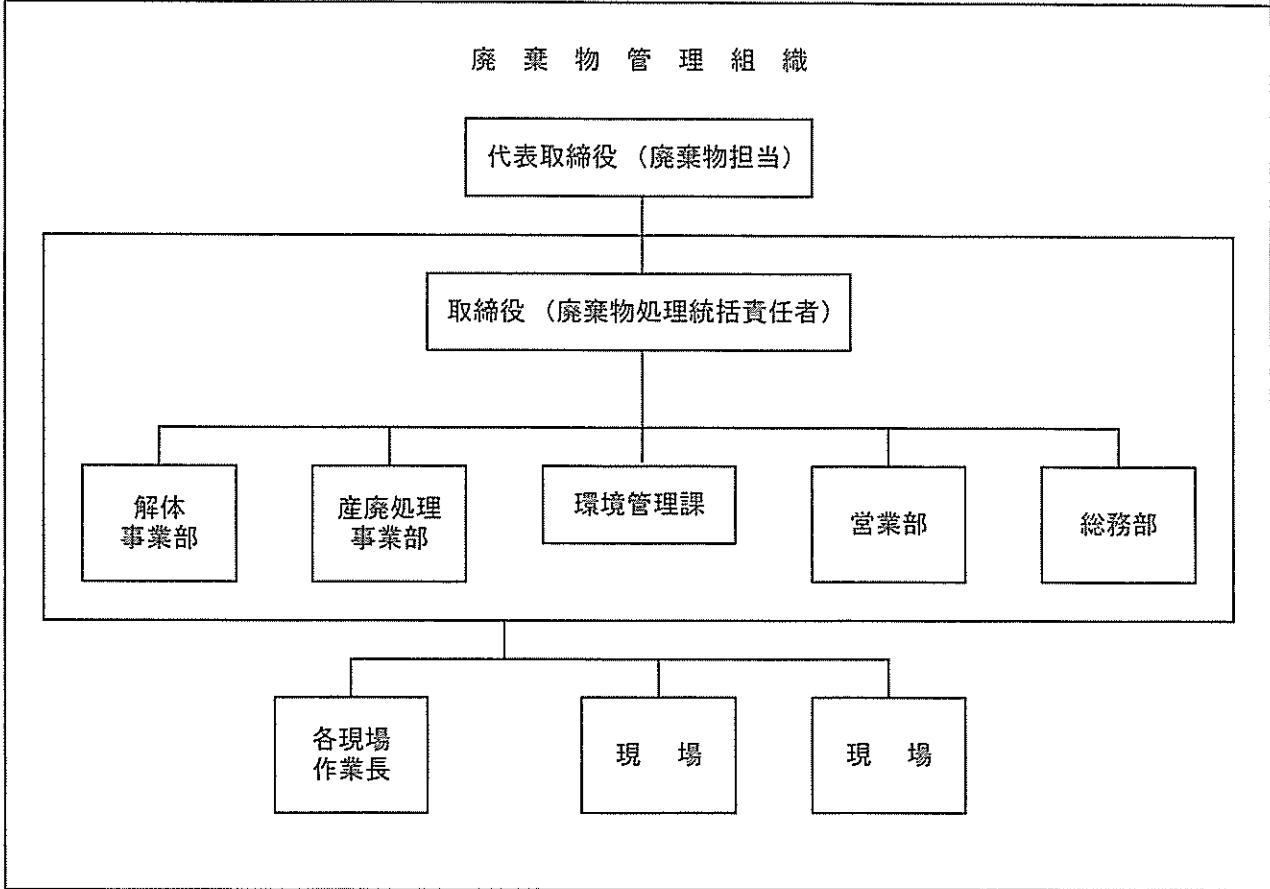 廃棄物管理組織
代表取締役（廃棄物担当）
取締役（廃棄物処理統括責任者）
解体
事業部
産廃処理
事業部
環境管理課
営業部
総務部
各現場
作業長
現 場
現 場